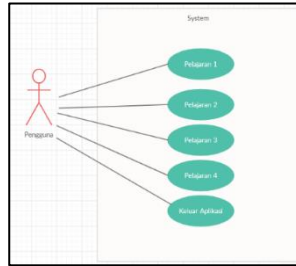 System
Pelajaran 1
Pelajaran 2
Pelajaran 3
Pengguna
Pelajaran 4
Keluar Aplikasi